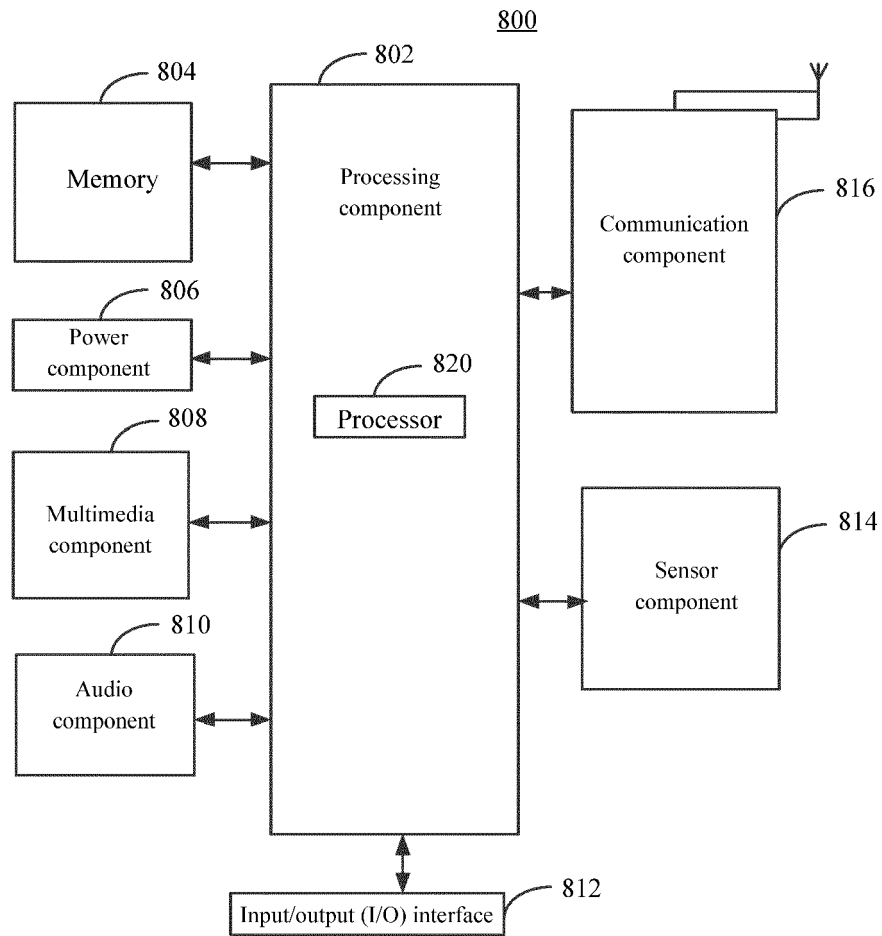 800
804
802
Memory
Processing
component
816
Communication
component
806
Power
component
820
Processor
808
Multimedia
component
814
Sensor
component
810
Audio
component
812
Input/output (I/O) interface